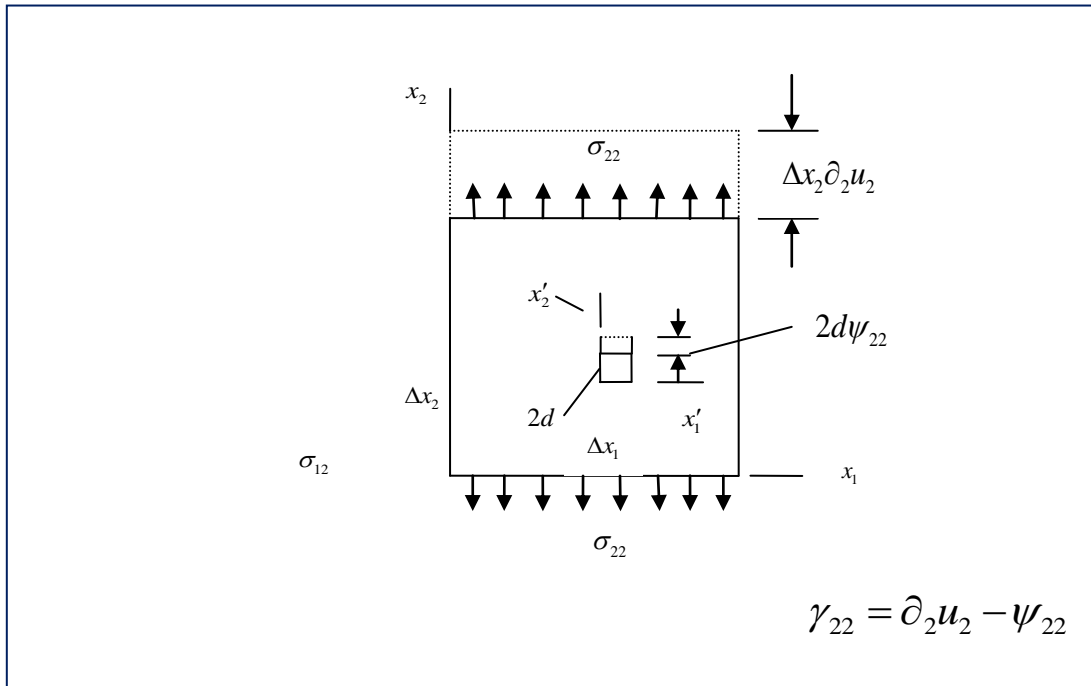 x₂
σ₂₂
Δx₂∂₂u₂
x′₂
2dψ₂₂
Δx₂
2d
x′₁
Δx₁
σ₁₂
x₁
σ₂₂
γ₂₂ = ∂₂u₂ − ψ₂₂